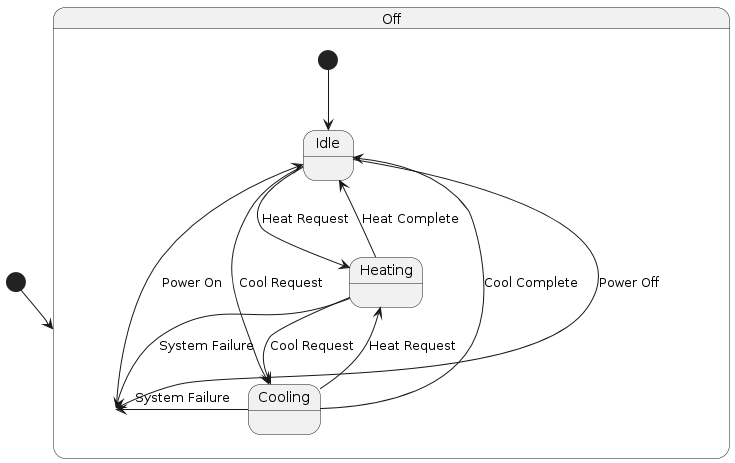 Off
Idle
Heat Request
Heat Complete
Heating
Power On
Cool Request
Cool Complete
Power Off
System Failure
Cool Request
Heat Request
Cooling
System Failure